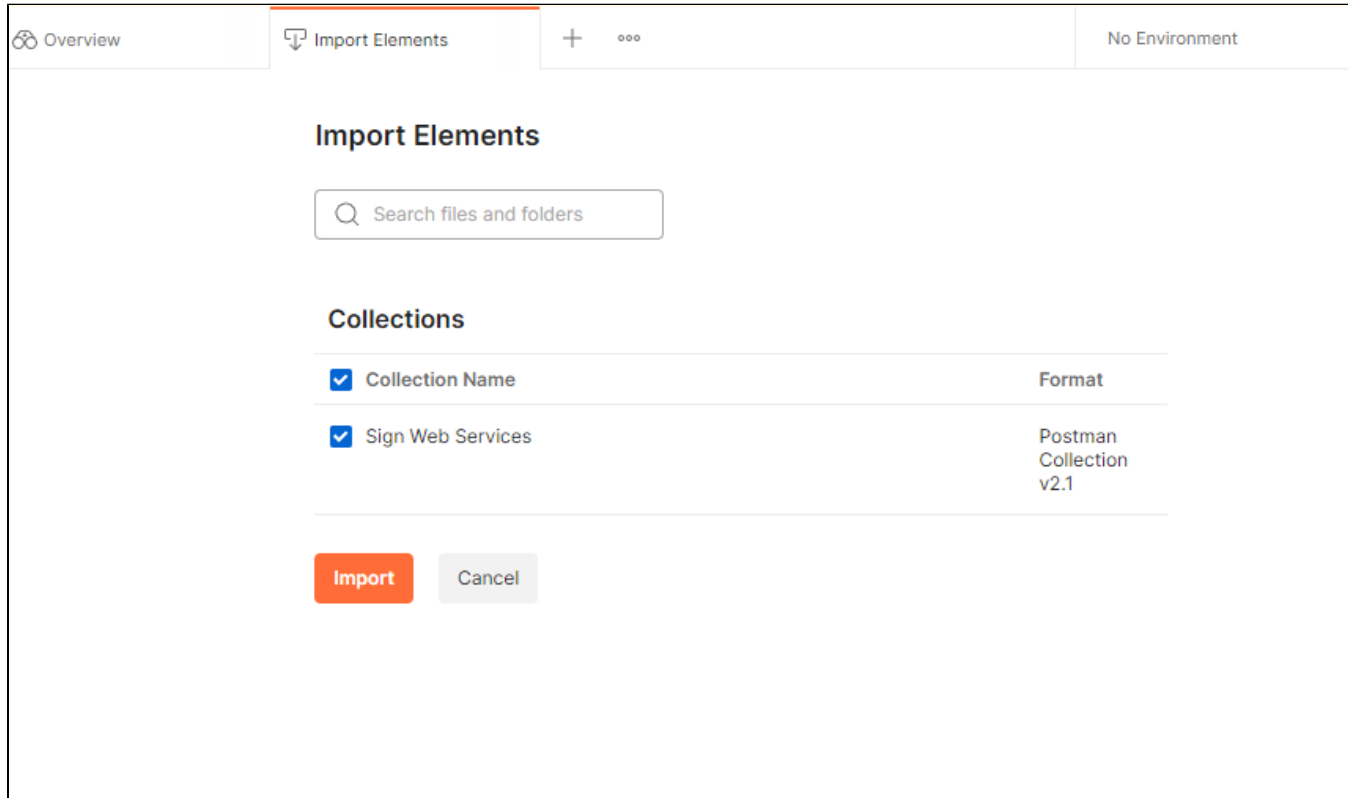 Overview
Import Elements
No Environment
Import Elements
Search files and folders
Collections
Collection Name
Format
Sign Web Services
Postman
Collection
v2.1
Import
Cancel